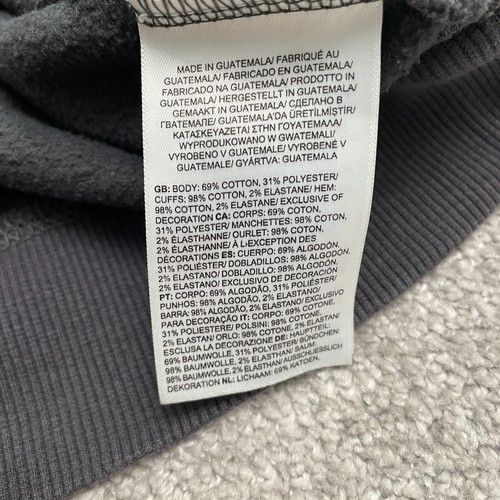 MADE IN GUATEMALA/ FABRIQUÉ AU
GUATEMALA/ FABRICADO EN GUATEMALA/
FABRICADO NA GUATEMALA/ PRODOTTO IN
GUATEMALA/ HERGESTELLT IN GUATEMALA/
GEMAAKT IN GUATEMALA/ СДЕЛАНО В
ГВАТЕМАЛЕ/ GUATEMALA'DA ÜRETİLMİŞTİR/
ΚΑΤΑΣΚΕΥΑΖΕΤΑΙ ΣΤΗΝ ΓΟΥΑΤΕΜΑΛΑ/
WYPRODUKOWANO W GWATEMALI/
VYROBENO V GUATEMALE/ VYROBENÉ V
GUATEMALE/ GYÁRTVA: GUATEMALA
GB: BODY: 69% COTTON, 31% POLYESTER/
CUFFS: 98% COTTON, 2% ELASTANE/ HEM:
98% COTTON, 2% ELASTANE/ EXCLUSIVE OF
DECORATION CA: CORPS: 69% COTON,
31% POLYESTER/ MANCHETTES: 98% COTON,
2% ÉLASTHANNE/ OURLET: 98% COTON,
2% ÉLASTHANNE/ À L'EXCEPTION DES
DÉCORATIONS ES: CUERPO: 69% ALGODÓN,
31% POLIÉSTER/ DOBLADILLOS: 98% ALGODÓN,
2% ELASTANO/ DOBLADILLO: 98% ALGODÓN,
2% ELASTANO/ EXCLUSIVO DE DECORACIÓN
PT: CORPO: 69% ALGODÃO, 31% POLIÉSTER/
PUNHOS: 98% ALGODÃO, 2% ELASTANO/
BARRA: 98% ALGODÃO, 2% ELASTANO/ EXCLUSIVO
PARA DECORAÇÃO IT: CORPO: 69% COTONE,
31% POLIESTERE/ POLSINI: 98% COTONE,
2% ELASTAN/ ORLO: 98% COTONE, 2% ELASTAN/
ESCLUSA LA DECORAZIONE DE: HAUPTTEIL:
69% BAUMWOLLE, 31% POLYESTER/ BÜNDCHEN:
98% BAUMWOLLE, 2% ELASTHAN/ SAUM:
98% BAUMWOLLE, 2% ELASTHAN/ AUSSCHLIESSLICH
DEKORATION NL: LICHAAM: 69% KATOEN,